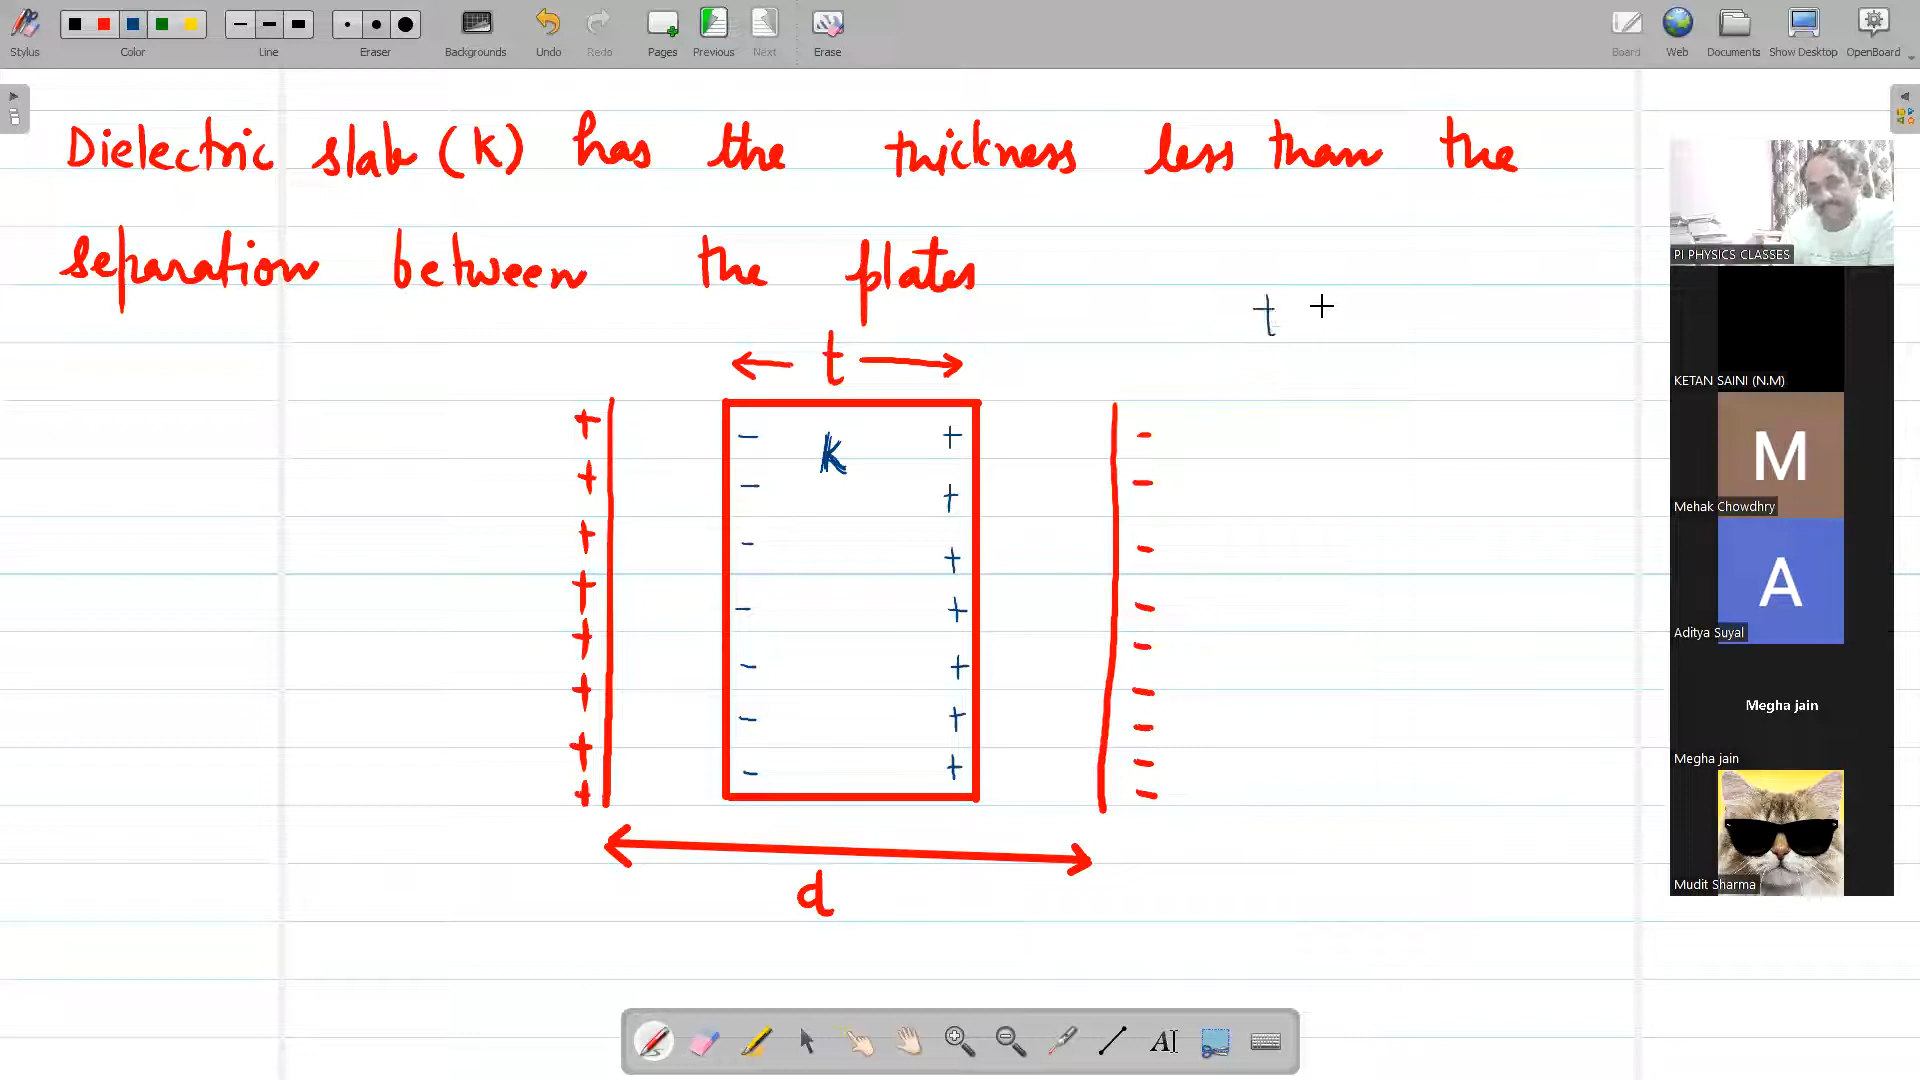 Stylus
Color
Line
Eraser
Backgrounds
Undo
Redo
Pages
Previous
Next
Erase
Board
Web
Documents
Show Desktop
OpenBoard
Dielectric slab (K) has the thickness less than the
separation between the plates
t
t
K
d
+ + + + + + + +
- - - - - - -
+ + + + + + +
- - - - - - - - -
PI PHYSICS CLASSES
KETAN SAINI (N.M)
M
Mehak Chowdhry
A
Aditya Suyal
Megha jain
Megha jain
Mudit Sharma